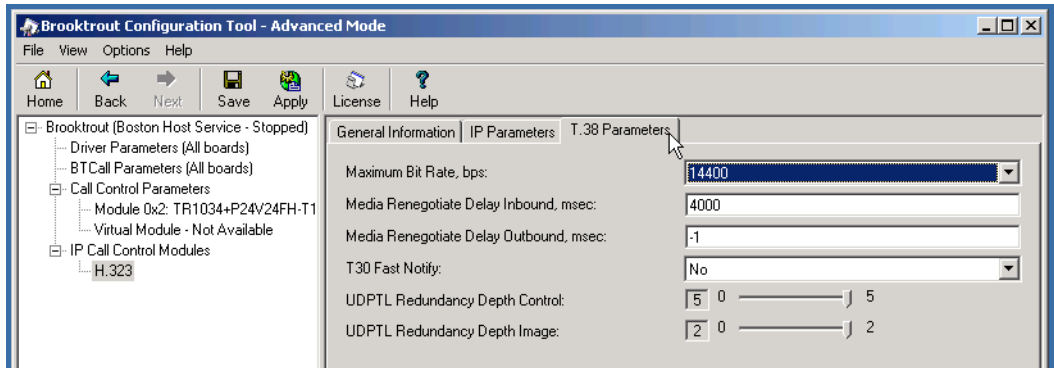 Brooktrout Configuration Tool - Advanced Mode
File View Options Help
Home Back Next Save Apply License Help
Brooktrout (Boston Host Service - Stopped)
Driver Parameters (All boards)
BTCall Parameters (All boards)
Call Control Parameters
Module 0x2: TR1034+P24V24FH-T1
Virtual Module - Not Available
IP Call Control Modules
H.323
General Information IP Parameters T.38 Parameters
Maximum Bit Rate, bps: 14400
Media Renegotiate Delay Inbound, msec: 4000
Media Renegotiate Delay Outbound, msec: -1
T30 Fast Notify: No
UDPTL Redundancy Depth Control: 5 0 5
UDPTL Redundancy Depth Image: 2 0 2